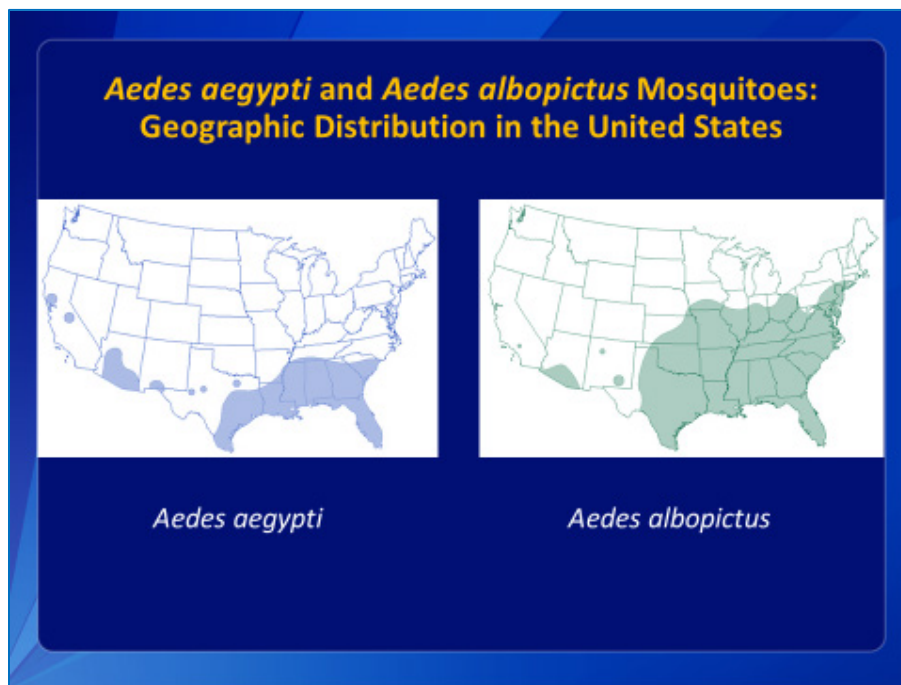 Aedes aegypti and Aedes albopictus Mosquitoes:
Geographic Distribution in the United States
Aedes aegypti
Aedes albopictus